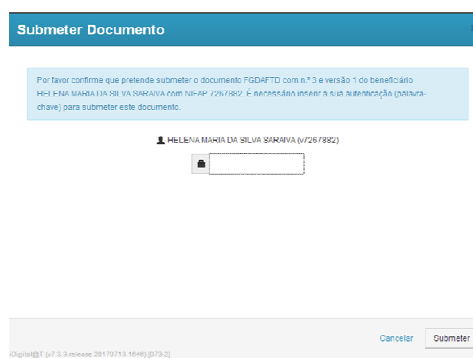 Submeter Documento
Por favor confirme que pretende submeter o documento FGDAFTD com n.º 3 e versão 1 do beneficiário
HELENA MARIA DA SILVA SARAIVA com NIFAP 7267882. É necessário inserir a sua autenticação (palavra-
chave) para submeter este documento.
HELENA MARIA DA SILVA SARAIVA (v7267882)
Cancelar Submeter
iDigital@T (v7.3.3-release 20170713.1646) [073-2]